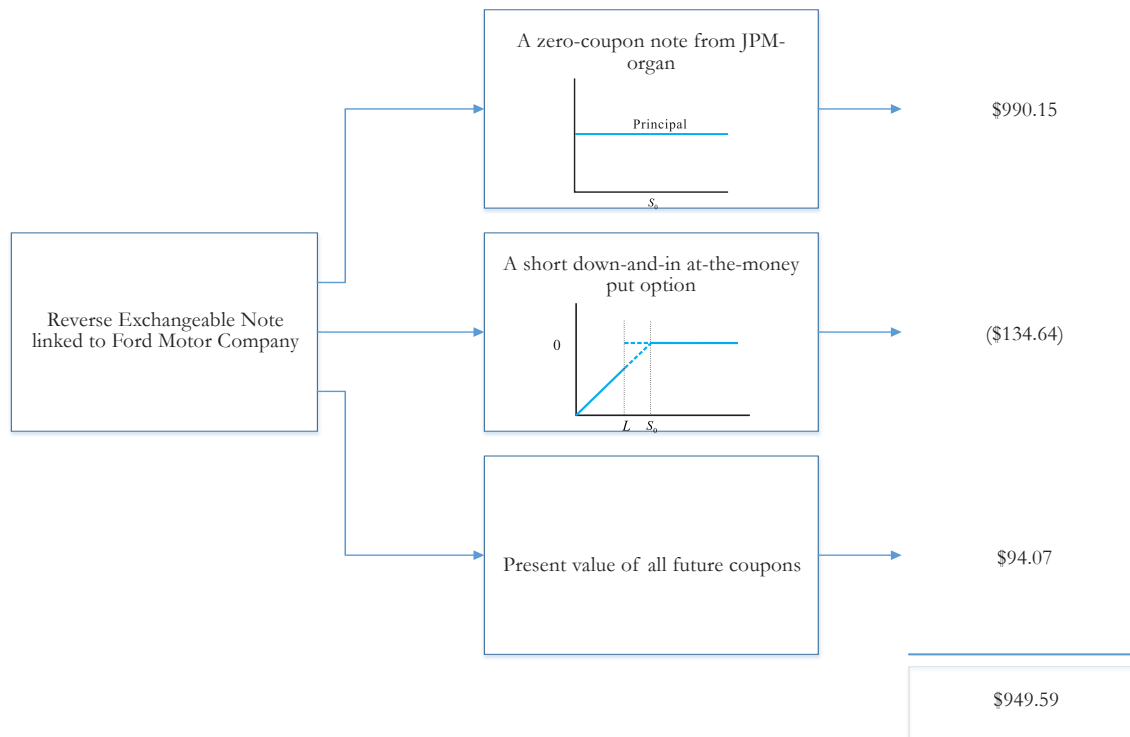 A zero-coupon note from JPM-
organ
Principal
S₀
$990.15
Reverse Exchangeable Note
linked to Ford Motor Company
A short down-and-in at-the-money
put option
0
L
S₀
($134.64)
Present value of all future coupons
$94.07
$949.59